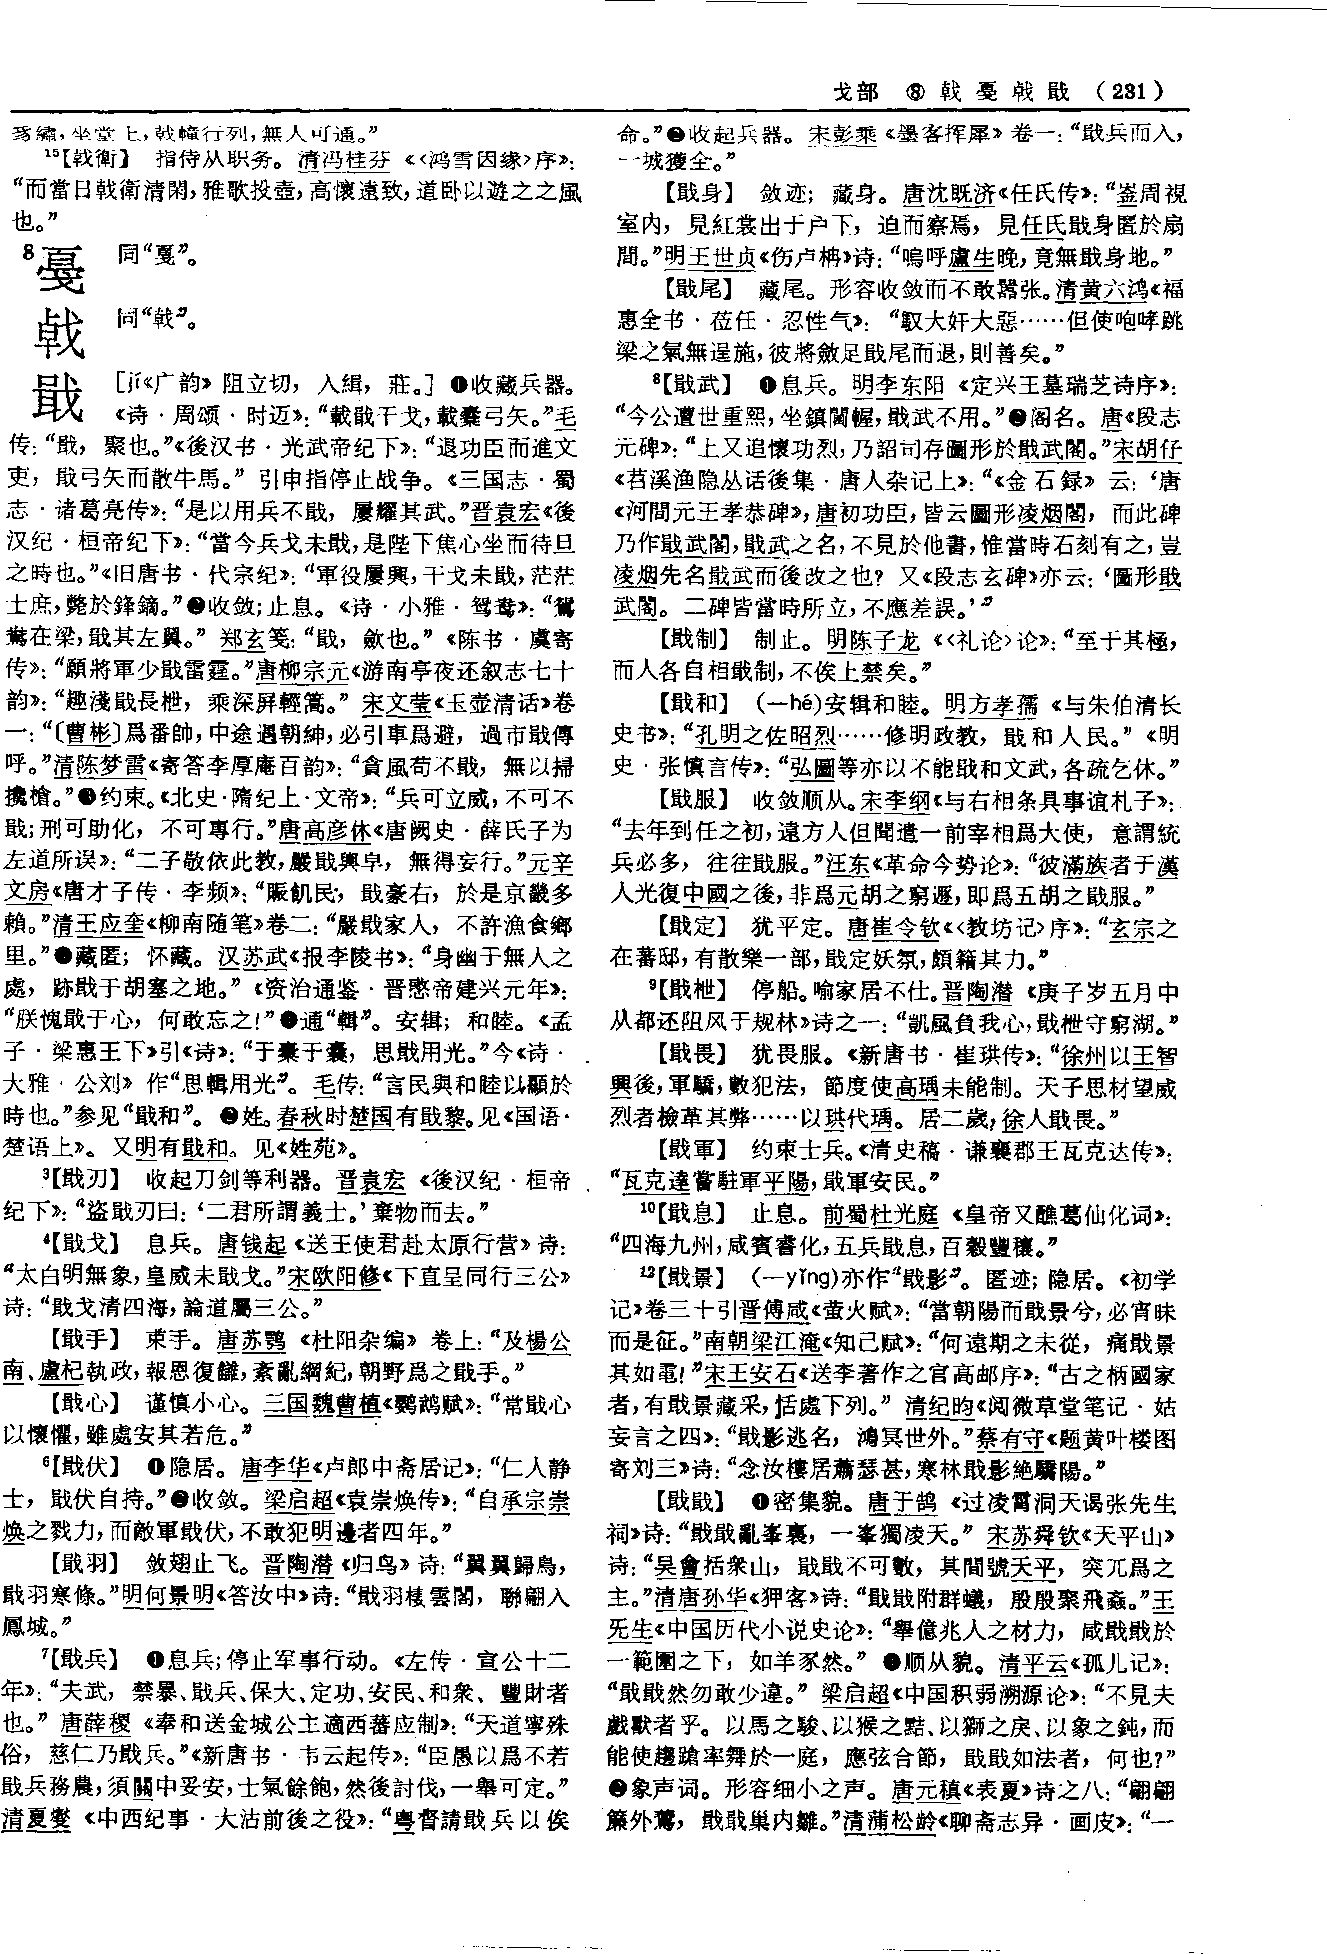 戈部 ⑧ 戟戞戟戢 (231)
綉繡，坐堂上，戟幢行列，無人可通。”
¹⁵【戟衛】 指侍从职务。清冯桂芬《〈鸿雪因缘〉序》：
“而當日戟衛清閑，雅歌投壺，高懷遠致，道卧以遊之之風
也。”
8戞 同“戛”。
戟 同“戟”。
戢 [jí《广韵》阻立切，入緝，莊。] ❶收藏兵器。
《诗·周颂·时迈》：“載戢干戈，載櫜弓矢。”毛
传：“戢，聚也。”《後汉书·光武帝纪下》：“退功臣而進文
吏，戢弓矢而散牛馬。”引申指停止战争。《三国志·蜀
志·诸葛亮传》：“是以用兵不戢，屢耀其武。”晋袁宏《後
汉纪·桓帝纪下》：“當今兵戈未戢，是陛下焦心坐而待旦
之時也。”《旧唐书·代宗纪》：“軍役屢興，干戈未戢，茫茫
士庶，斃於鋒鏑。”❷收敛；止息。《诗·小雅·鸳鸯》：“鴛
鴦在梁，戢其左翼。”郑玄笺：“戢，斂也。”《陈书·虞寄
传》：“願將軍少戢雷霆。”唐柳宗元《游南亭夜还叙志七十
韵》：“趣淺戢長枻，乘深屏輕篙。”宋文莹《玉壶清话》卷
一：“〔曹彬〕爲番帥，中途遇朝紳，必引車爲避，過市戢傳
呼。”清陈梦雷《寄答李厚庵百韵》：“貪風苟不戢，無以掃
攙槍。”❸约束。《北史·隋纪上·文帝》：“兵可立威，不可不
戢；刑可助化，不可專行。”唐高彦休《唐阙史·薛氏子为
左道所误》：“二子敬依此教，嚴戢輿皁，無得妄行。”元辛
文房《唐才子传·李频》：“賑飢民，戢豪右，於是京畿多
賴。”清王应奎《柳南随笔》卷二：“嚴戢家人，不許漁食鄉
里。”❹藏匿；怀藏。汉苏武《报李陵书》：“身幽于無人之
處，跡戢于胡塞之地。”《资治通鉴·晋愍帝建兴元年》：
“朕愧戢于心，何敢忘之！”❺通“輯”。安辑；和睦。《孟
子·梁惠王下》引《诗》：“于橐于囊，思戢用光。”今《诗·
大雅·公刘》作“思輯用光”。毛传：“言民與和睦以顯於
時也。”参见“戢和”。❻姓。春秋时楚国有戢黎。见《国语·
楚语上》。又明有戢和。见《姓苑》。
³【戢刃】 收起刀剑等利器。晋袁宏《後汉纪·桓帝
纪下》：“盗戢刃曰：‘二君所謂義士。’棄物而去。”
⁴【戢戈】 息兵。唐钱起《送王使君赴太原行营》诗：
“太白明無象，皇威未戢戈。”宋欧阳修《下直呈同行三公》
诗：“戢戈清四海，論道屬三公。”
【戢手】 束手。唐苏鹗《杜阳杂编》卷上：“及楊公
南、盧杞執政，報恩復讎，紊亂綱紀，朝野爲之戢手。”
【戢心】 谨慎小心。三国魏曹植《鹦鹉赋》：“常戢心
以懷懼，雖處安其若危。”
⁶【戢伏】 ❶隐居。唐李华《卢郎中斋居记》：“仁人静
士，戢伏自持。”❷收敛。梁启超《袁崇焕传》：“自承宗崇
焕之戮力，而敵軍戢伏，不敢犯明邊者四年。”
【戢羽】 敛翅止飞。晋陶潜《归鸟》诗：“翼翼歸鳥，
戢羽寒條。”明何景明《答汝中》诗：“戢羽棲雲閣，聯翩入
鳳城。”
⁷【戢兵】 ❶息兵；停止军事行动。《左传·宣公十二
年》：“夫武，禁暴、戢兵、保大、定功、安民、和衆、豐財者
也。”唐薛稷《奉和送金城公主適西蕃应制》：“天道寧殊
俗，慈仁乃戢兵。”《新唐书·韦云起传》：“臣愚以爲不若
戢兵務農，須關中妥安，士氣餘飽，然後討伐，一舉可定。”
清夏燮《中西纪事·大沽前後之役》：“粤督請戢兵以俟
命。”❷收起兵器。宋彭乘《墨客挥犀》卷一：“戢兵而入，
一城獲全。”
【戢身】 敛迹；藏身。唐沈既济《任氏传》：“崟周視
室内，見紅裳出于户下，迫而察焉，見任氏戢身匿於扇
間。”明王世贞《伤卢柟》诗：“嗚呼盧生晚，竟無戢身地。”
【戢尾】 藏尾。形容收敛而不敢嚣张。清黄六鸿《福
惠全书·莅任·忍性气》：“馭大奸大惡……但使咆哮跳
梁之氣無逞施，彼將斂足戢尾而退，則善矣。”
⁸【戢武】 ❶息兵。明李东阳《定兴王墓瑞芝诗序》：
“今公遭世重熙，坐鎮閫幄，戢武不用。”❷阁名。唐《段志
元碑》：“上又追懷功烈，乃詔司存圖形於戢武閣。”宋胡仔
《苕溪渔隐丛话後集·唐人杂记上》：“《金石録》云：‘唐
《河間元王孝恭碑》，唐初功臣，皆云圖形凌烟閣，而此碑
乃作戢武閣，戢武之名，不見於他書，惟當時石刻有之，豈
凌烟先名戢武而後改之也？又《段志玄碑》亦云：‘圖形戢
武閣。二碑皆當時所立，不應差誤。’”
【戢制】 制止。明陈子龙《〈礼论〉论》：“至于其極，
而人各自相戢制，不俟上禁矣。”
【戢和】 (—hé)安辑和睦。明方孝孺《与朱伯清长
史书》：“孔明之佐昭烈……修明政教，戢和人民。”《明
史·张慎言传》：“弘圖等亦以不能戢和文武，各疏乞休。”
【戢服】 收敛顺从。宋李纲《与右相条具事谊札子》：
“去年到任之初，遠方人但聞遣一前宰相爲大使，意謂統
兵必多，往往戢服。”汪东《革命今势论》：“彼滿族者于漢
人光復中國之後，非爲元胡之窮遯，即爲五胡之戢服。”
【戢定】 犹平定。唐崔令钦《〈教坊记〉序》：“玄宗之
在蕃邸，有散樂一部，戢定妖氛，頗籍其力。”
⁹【戢枻】 停船。喻家居不仕。晋陶潜《庚子岁五月中
从都还阻风于规林》诗之一：“凱風負我心，戢枻守窮湖。”
【戢畏】 犹畏服。《新唐书·崔珙传》：“徐州以王智
興後，軍驕，數犯法，節度使高瑀未能制。天子思材望威
烈者檢革其弊……以珙代瑀。居二歲，徐人戢畏。”
【戢軍】 约束士兵。《清史稿·谦襄郡王瓦克达传》：
“瓦克達嘗駐軍平陽，戢軍安民。”
¹⁰【戢息】 止息。前蜀杜光庭《皇帝又醮葛仙化词》：
“四海九州，咸賓睿化，五兵戢息，百穀豐穰。”
¹²【戢景】 (—yǐng)亦作“戢影”。匿迹；隐居。《初学
记》卷三十引晋傅咸《萤火赋》：“當朝陽而戢景兮，必宵昧
而是征。”南朝梁江淹《知己赋》：“何遠期之未從，痛戢景
其如電！”宋王安石《送李著作之官高邮序》：“古之柄國家
者，有戢景藏采，恬處下列。”清纪昀《阅微草堂笔记·姑
妄言之四》：“戢影逃名，鴻冥世外。”蔡有守《题黄叶楼图
寄刘三》诗：“念汝樓居蕭瑟甚，寒林戢影絶驕陽。”
【戢戢】 ❶密集貌。唐于鹄《过凌霄洞天谒张先生
祠》诗：“戢戢亂峯裏，一峯獨凌天。”宋苏舜钦《天平山》
诗：“吴會括衆山，戢戢不可數，其間號天平，突兀爲之
主。”清唐孙华《狎客》诗：“戢戢附群蟻，殷殷聚飛蝱。”王
旡生《中国历代小说史论》：“舉億兆人之材力，咸戢戢於
一範圍之下，如羊豕然。”❷顺从貌。清平云《孤儿记》：
“戢戢然勿敢少違。”梁启超《中国积弱溯源论》：“不見夫
戲獸者乎。以馬之駿、以猴之黠、以獅之戾、以象之鈍，而
能使趨蹌率舞於一庭，應弦合節，戢戢如法者，何也？”
❸象声词。形容细小之声。唐元稹《表夏》诗之八：“翩翩
簾外鶯，戢戢巢内雛。”清蒲松龄《聊斋志异·画皮》：“一